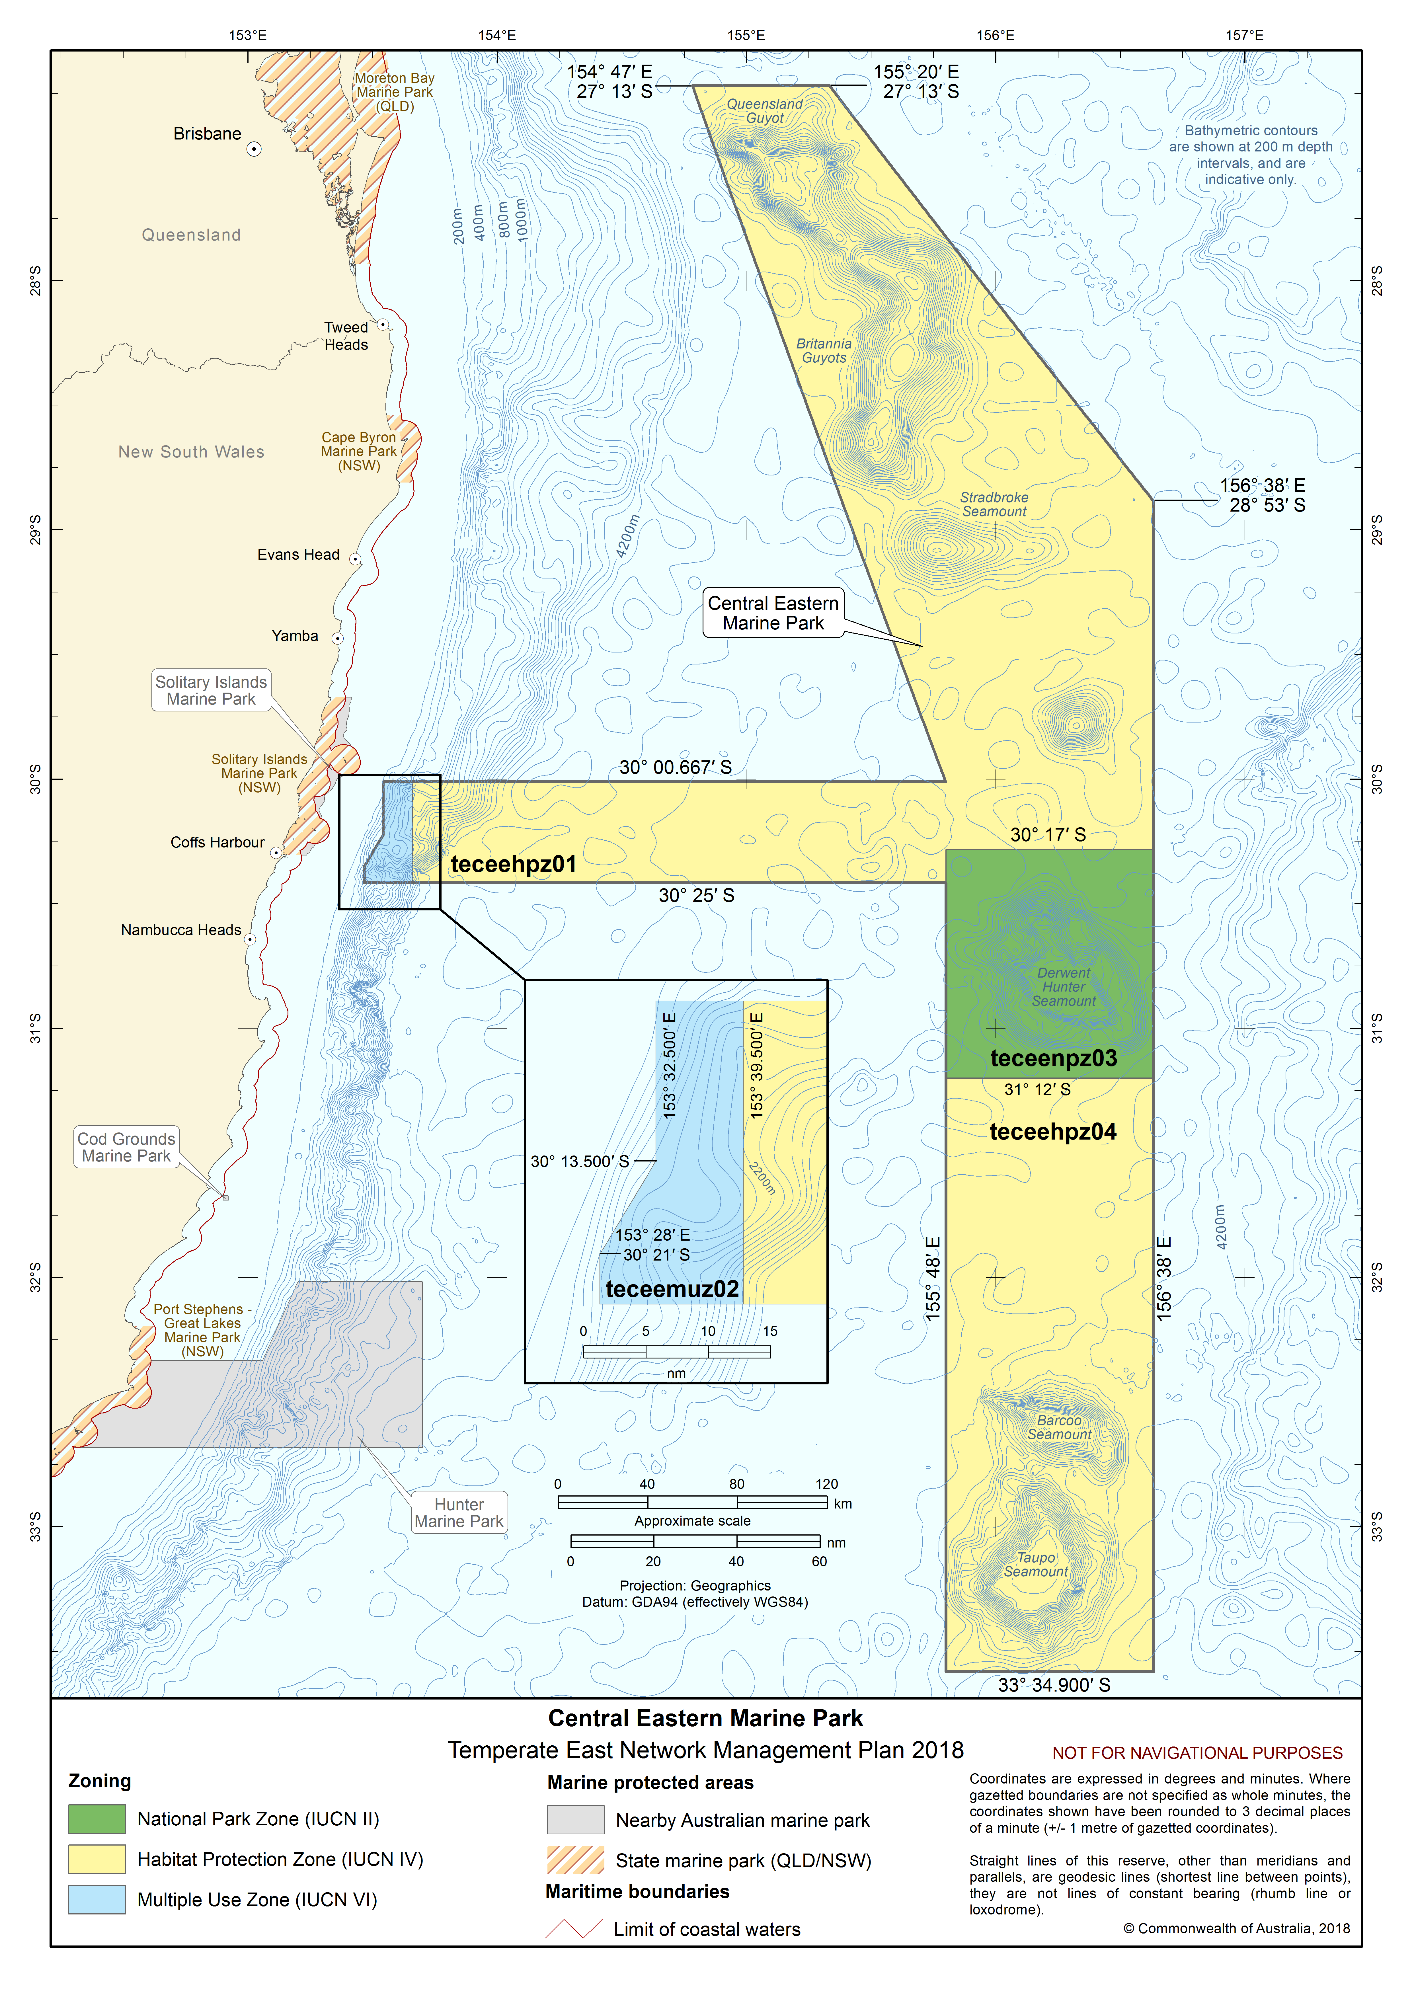 153°E
154°E
155°E
156°E
157°E
154° 47′ E
27° 13′ S
155° 20′ E
27° 13′ S
Moreton Bay
Marine Park
(QLD)
Queensland
Guyot
Bathymetric contours
are shown at 200 m depth
intervals, and are
indicative only.
Brisbane
200m
400m
800m
1000m
Queensland
28°S
28°S
Tweed
Heads
Britannia
Guyots
Cape Byron
Marine Park
(NSW)
New South Wales
156° 38′ E
28° 53′ S
Stradbroke
Seamount
29°S
4200m
29°S
Evans Head
Central Eastern
Marine Park
Yamba
Solitary Islands
Marine Park
Solitary Islands
Marine Park
(NSW)
30° 00.667′ S
30°S
30°S
Coffs Harbour
30° 17′ S
teceehpz01
30° 25′ S
Nambucca Heads
Derwent
Hunter
Seamount
31°S
31°S
teceenpz03
31° 12′ S
teceehpz04
153° 32.500′ E
153° 39.500′ E
30° 13.500′ S
2200m
153° 28′ E
30° 21′ S
teceemuz02
0
5
10
15
nm
Cod Grounds
Marine Park
4200m
155° 48′ E
156° 38′ E
32°S
32°S
Port Stephens -
Great Lakes
Marine Park
(NSW)
Barcoo
Seamount
Hunter
Marine Park
0
40
80
120
km
Approximate scale
nm
0
20
40
60
33°S
33°S
Taupo
Seamount
Projection: Geographics
Datum: GDA94 (effectively WGS84)
33° 34.900′ S
Central Eastern Marine Park
Temperate East Network Management Plan 2018
Zoning
National Park Zone (IUCN II)
Habitat Protection Zone (IUCN IV)
Multiple Use Zone (IUCN VI)
Marine protected areas
Nearby Australian marine park
State marine park (QLD/NSW)
Maritime boundaries
Limit of coastal waters
NOT FOR NAVIGATIONAL PURPOSES
Coordinates are expressed in degrees and minutes. Where
gazetted boundaries are not specified as whole minutes, the
coordinates shown have been rounded to 3 decimal places
of a minute (+/- 1 metre of gazetted coordinates).
Straight lines of this reserve, other than meridians and
parallels, are geodesic lines (shortest line between points),
they are not lines of constant bearing (rhumb line or
loxodrome).
© Commonwealth of Australia, 2018